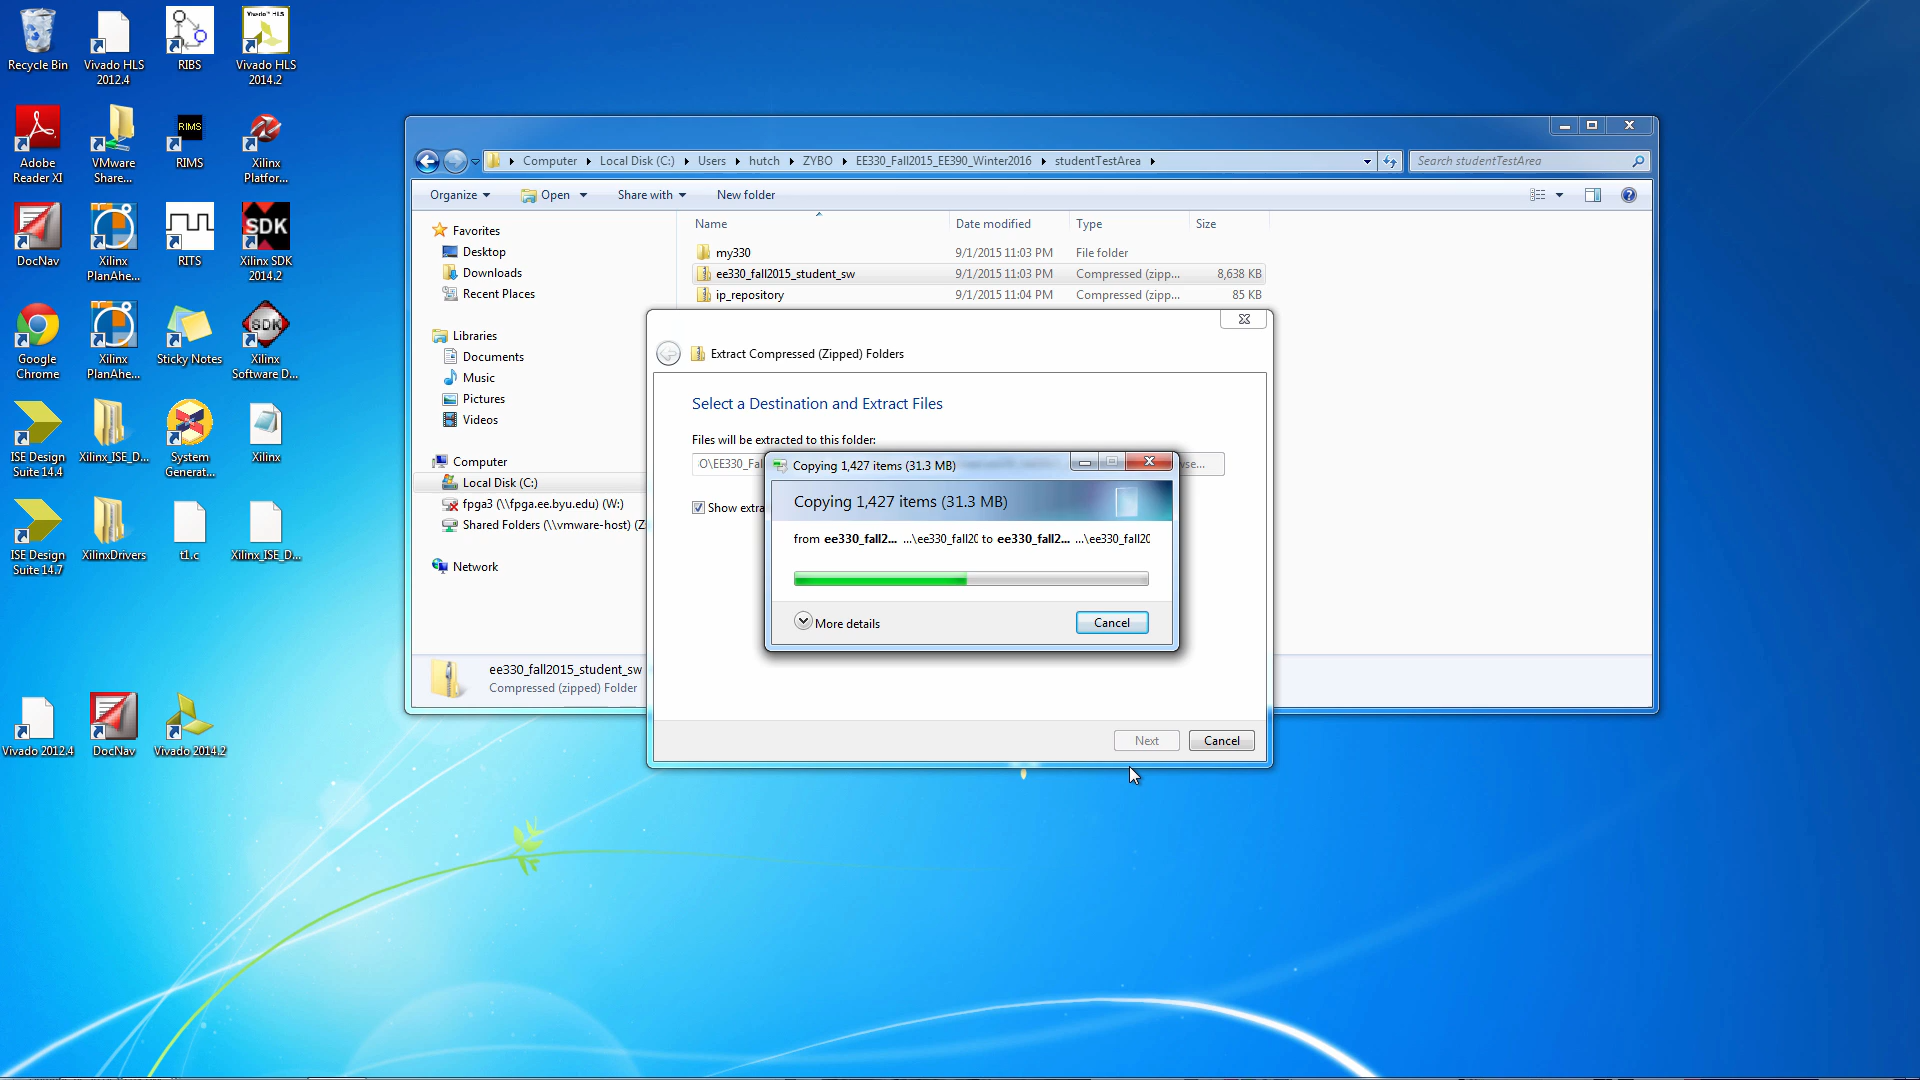 Recycle Bin
Vivado HLS
2012.4
RIBS
Vivado™ HLS
Vivado HLS
2014.2
Adobe
Reader XI
VMware
Share...
RIMS
RIMS
Xilinx
Platfor...
DocNav
Xilinx
PlanAhe...
RITS
SDK
Xilinx SDK
2014.2
Google
Chrome
Xilinx
PlanAhe...
Sticky Notes
SDK
Xilinx
Software D...
ISE Design
Suite 14.4
Xilinx_ISE_D...
System
Generat...
Xilinx
ISE Design
Suite 14.7
XilinxDrivers
t1.c
Xilinx_ISE_D...
Vivado 2012.4
DocNav
Vivado 2014.2
Computer
Local Disk (C:)
Users
hutch
ZYBO
EE330_Fall2015_EE390_Winter2016
studentTestArea
Search studentTestArea
Organize
Open
Share with
New folder
Favorites
Desktop
Downloads
Recent Places
Libraries
Documents
Music
Pictures
Videos
Computer
Local Disk (C:)
fpga3 (\\fpga.ee.byu.edu) (W:)
Shared Folders (\\vmware-host) (Z
Network
Name Date modified Type Size
my330 9/1/2015 11:03 PM File folder
ee330_fall2015_student_sw 9/1/2015 11:03 PM Compressed (zipp... 8,638 KB
ip_repository 9/1/2015 11:04 PM Compressed (zipp... 85 KB
ee330_fall2015_student_sw
Compressed (zipped) Folder
Extract Compressed (Zipped) Folders
Select a Destination and Extract Files
Files will be extracted to this folder:
O\EE330_Fal
wse...
Show extra
Next
Cancel
Copying 1,427 items (31.3 MB)
Copying 1,427 items (31.3 MB)
from ee330_fall2... ...\ee330_fall20 to ee330_fall2... ...\ee330_fall20
More details
Cancel